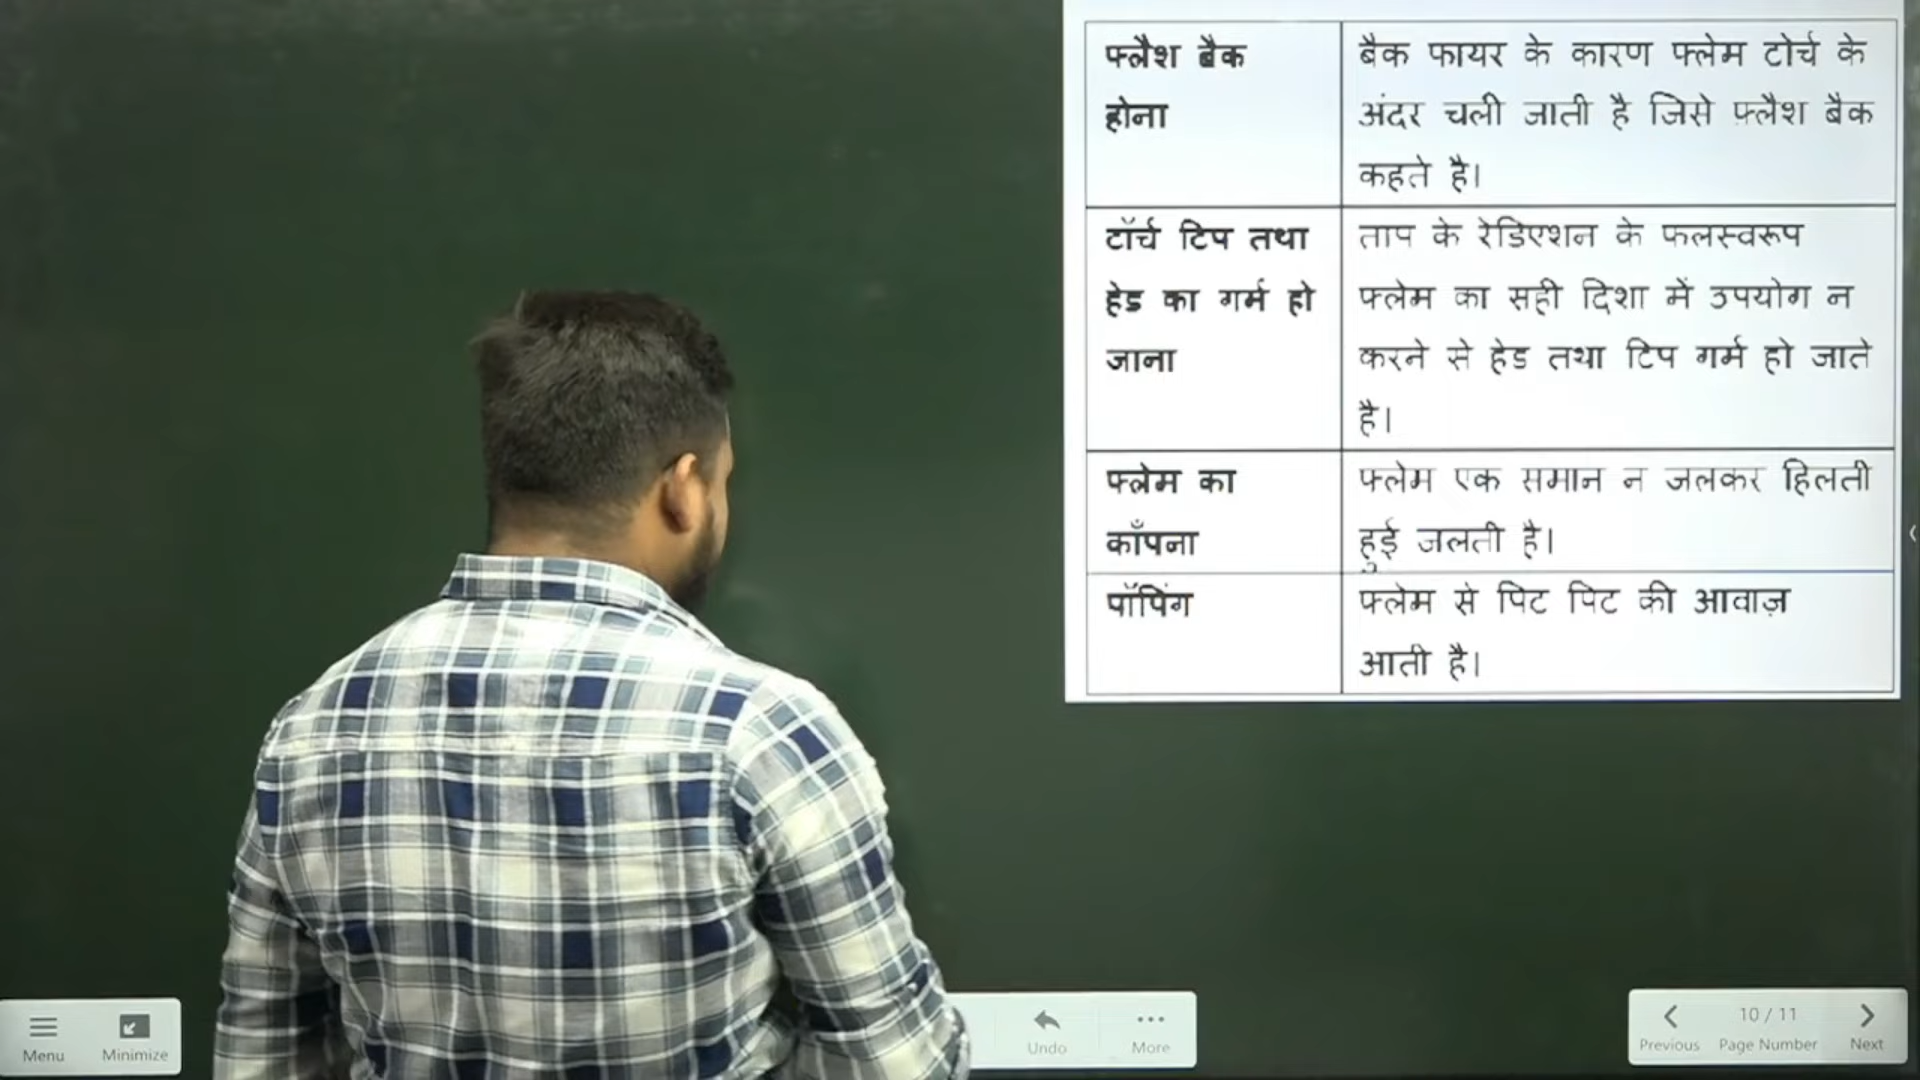 फ्लैश बैक
होना
बैक फायर के कारण फ्लेम टोर्च के
अंदर चली जाती है जिसे फ़्लैश बैक
कहते है।
टॉर्च टिप तथा
हेड का गर्म हो
जाना
ताप के रेडिएशन के फलस्वरूप
फ्लेम का सही दिशा में उपयोग न
करने से हेड तथा टिप गर्म हो जाते
है।
फ्लेम का
काँपना
फ्लेम एक समान न जलकर हिलती
हुई जलती है।
पॉपिंग
फ्लेम से पिट पिट की आवाज़
आती है।
Menu
Minimize
Undo
More
Previous
10 / 11
Page Number
Next